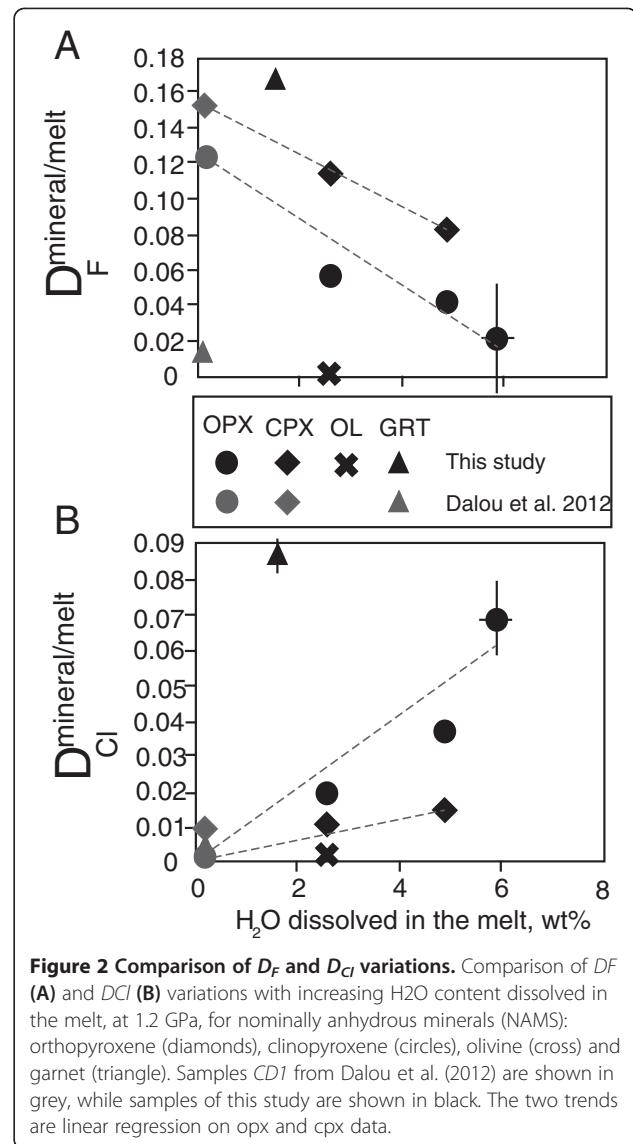 A
0.18
0.16
0.14
0.12
0.10
0.08
0.06
0.04
0.02
0
D_F^mineral/melt
OPX CPX OL GRT
This study
Dalou et al. 2012
B
0.09
0.08
0.07
0.06
0.05
0.04
0.03
0.02
0.01
0
D_Cl^mineral/melt
0 2 4 6 8
H₂O dissolved in the melt, wt%
Figure 2 Comparison of D_F and D_Cl variations. Comparison of DF
(A) and DCl (B) variations with increasing H2O content dissolved in
the melt, at 1.2 GPa, for nominally anhydrous minerals (NAMS):
orthopyroxene (diamonds), clinopyroxene (circles), olivine (cross) and
garnet (triangle). Samples CD1 from Dalou et al. (2012) are shown in
grey, while samples of this study are shown in black. The two trends
are linear regression on opx and cpx data.